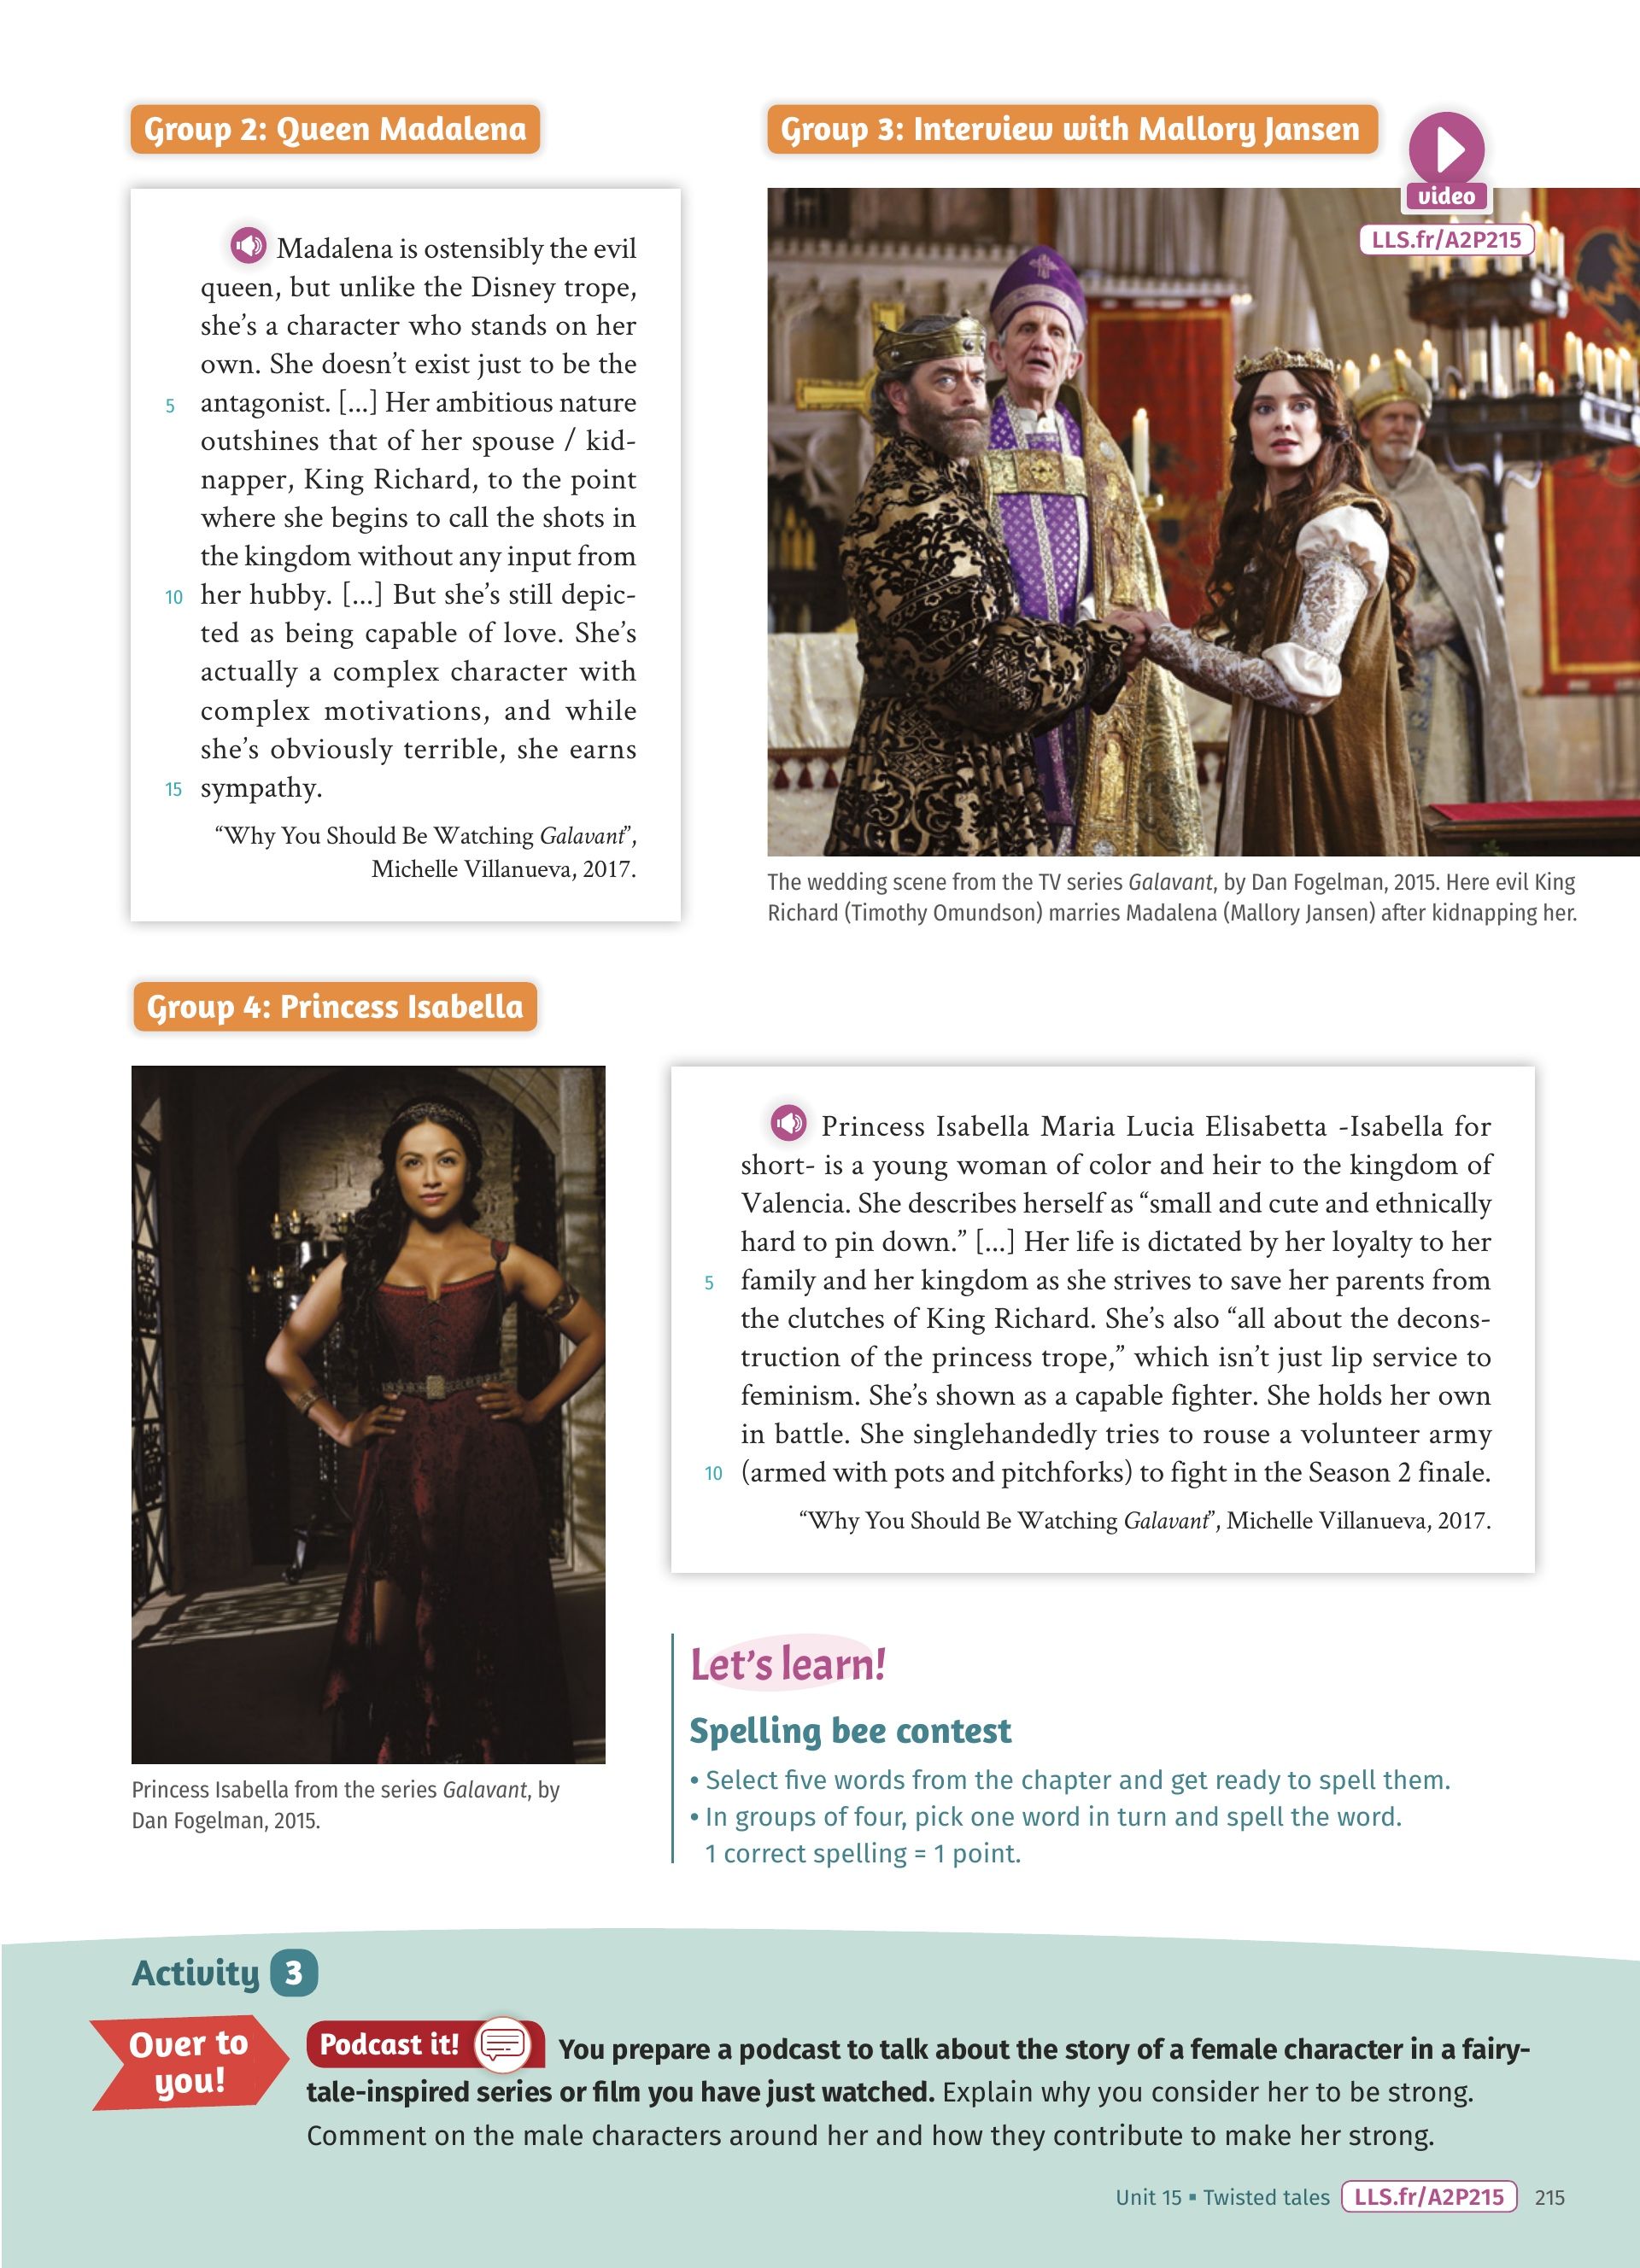 Group 2: Queen Madalena
Madalena is ostensibly the evil
queen, but unlike the Disney trope,
she's a character who stands on her
own. She doesn't exist just to be the
5 antagonist. [...] Her ambitious nature
outshines that of her spouse / kid-
napper, King Richard, to the point
where she begins to call the shots in
the kingdom without any input from
10 her hubby. [...] But she's still depic-
ted as being capable of love. She's
actually a complex character with
complex motivations, and while
she's obviously terrible, she earns
15 sympathy.
“Why You Should Be Watching Galavant”,
Michelle Villanueva, 2017.
Group 3: Interview with Mallory Jansen
video
LLS.fr/A2P215
The wedding scene from the TV series Galavant, by Dan Fogelman, 2015. Here evil King
Richard (Timothy Omundson) marries Madalena (Mallory Jansen) after kidnapping her.
Group 4: Princess Isabella
Princess Isabella from the series Galavant, by
Dan Fogelman, 2015.
Princess Isabella Maria Lucia Elisabetta -Isabella for
short- is a young woman of color and heir to the kingdom of
Valencia. She describes herself as “small and cute and ethnically
hard to pin down.” [...] Her life is dictated by her loyalty to her
5 family and her kingdom as she strives to save her parents from
the clutches of King Richard. She's also “all about the decons-
truction of the princess trope,” which isn't just lip service to
feminism. She's shown as a capable fighter. She holds her own
in battle. She singlehandedly tries to rouse a volunteer army
10 (armed with pots and pitchforks) to fight in the Season 2 finale.
“Why You Should Be Watching Galavant”, Michelle Villanueva, 2017.
Let's learn!
Spelling bee contest
• Select five words from the chapter and get ready to spell them.
• In groups of four, pick one word in turn and spell the word.
1 correct spelling = 1 point.
Activity 3
Over to
you!
Podcast it! You prepare a podcast to talk about the story of a female character in a fairy-
tale-inspired series or film you have just watched. Explain why you consider her to be strong.
Comment on the male characters around her and how they contribute to make her strong.
Unit 15 ▪ Twisted tales LLS.fr/A2P215 215